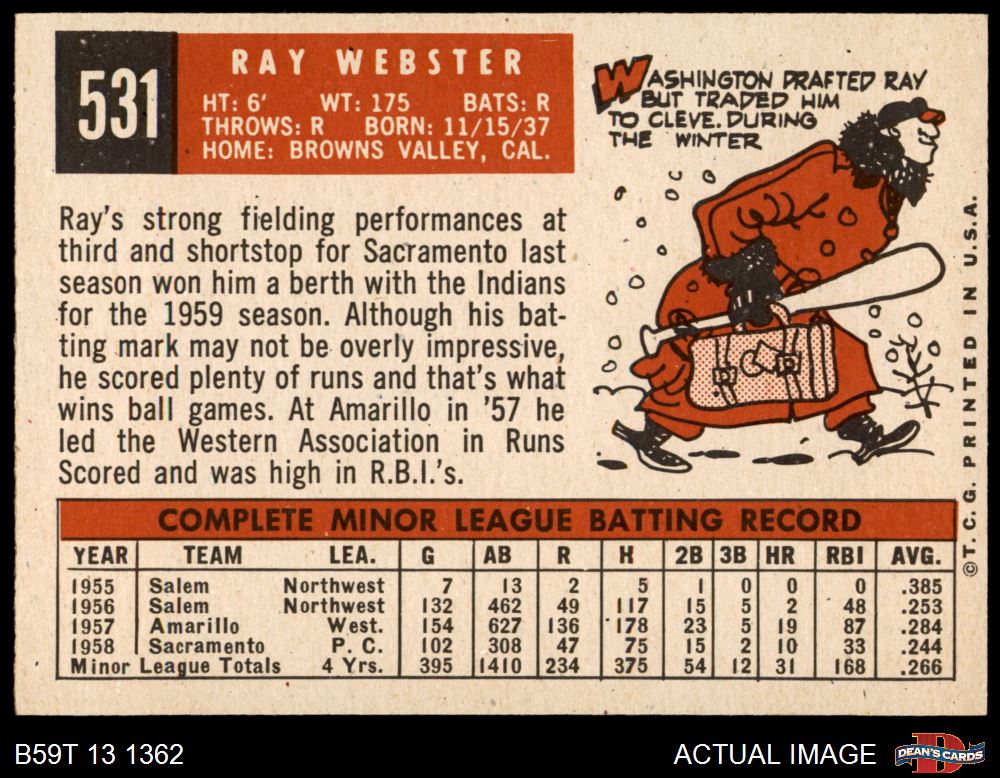 531
RAY WEBSTER
HT: 6' WT: 175 BATS: R
THROWS: R BORN: 11/15/37
HOME: BROWNS VALLEY, CAL.
WASHINGTON DRAFTED RAY
BUT TRADED HIM
TO CLEVE. DURING
THE WINTER
Ray's strong fielding performances at
third and shortstop for Sacramento last
season won him a berth with the Indians
for the 1959 season. Although his bat-
ting mark may not be overly impressive,
he scored plenty of runs and that's what
wins ball games. At Amarillo in '57 he
led the Western Association in Runs
Scored and was high in R.B.I.'s.
©T. C. G. PRINTED IN U.S.A.
COMPLETE MINOR LEAGUE BATTING RECORD
YEAR TEAM LEA. G AB R H 2B 3B HR RBI AVG.
1955 Salem Northwest 7 13 2 5 1 0 0 0 .385
1956 Salem Northwest 132 462 49 117 15 5 2 48 .253
1957 Amarillo West. 154 627 136 178 23 5 19 87 .284
1958 Sacramento P. C. 102 308 47 75 15 2 10 33 .244
Minor League Totals 4 Yrs. 395 1410 234 375 54 12 31 168 .266
B59T 13 1362
ACTUAL IMAGE
DEAN'S CARDS